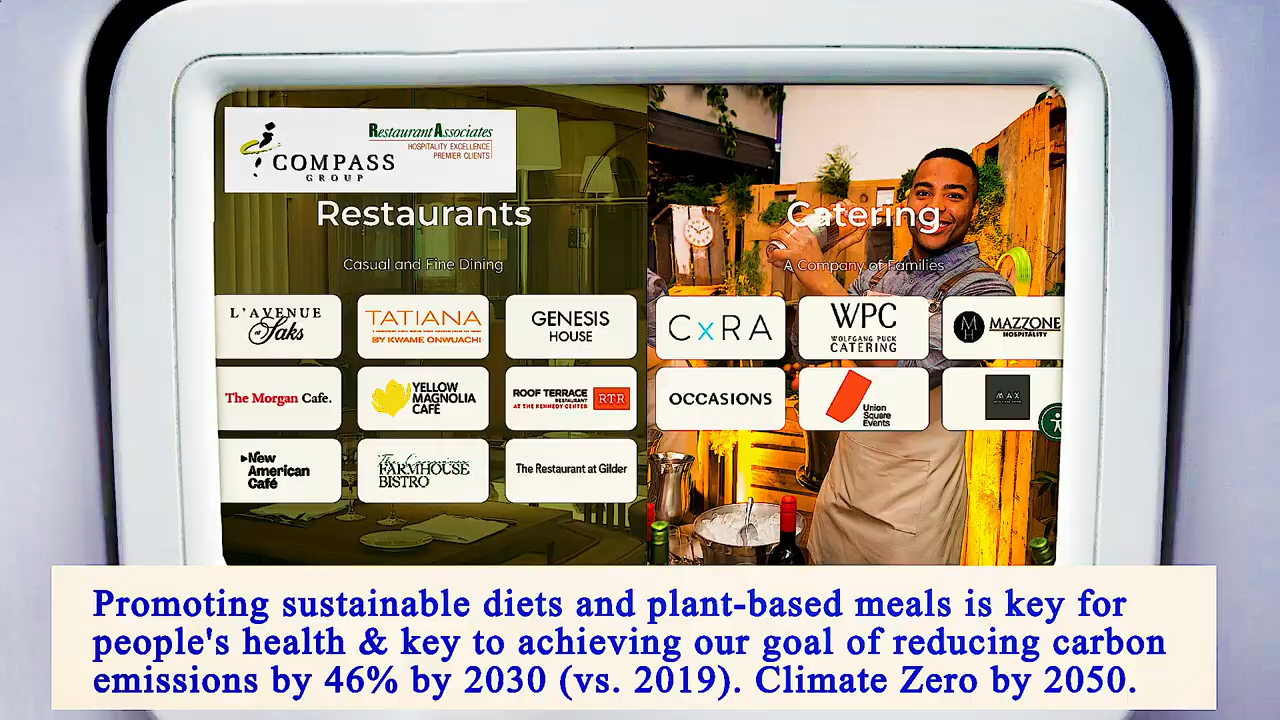 COMPASS
GROUP
RESTAURANT ASSOCIATES
HOSPITALITY EXCELLENCE
PREMIER CLIENTS
Restaurants
Casual and Fine Dining
L'AVENUE
at Saks
TATIANA
BY KWAME ONWUACHI
GENESIS
HOUSE
The Morgan Cafe.
YELLOW
MAGNOLIA
CAFÉ
ROOF TERRACE
RESTAURANT
AT THE KENNEDY CENTER
RTR
New
American
Café
FARMHOUSE
BISTRO
The Restaurant at Gilder
Catering
A Company of Families
CxRA
WPC
WOLFGANG PUCK
CATERING
MH
MAZZONE
HOSPITALITY
OCCASIONS
Union
Square
Events
MAX
Promoting sustainable diets and plant-based meals is key for
people's health & key to achieving our goal of reducing carbon
emissions by 46% by 2030 (vs. 2019). Climate Zero by 2050.